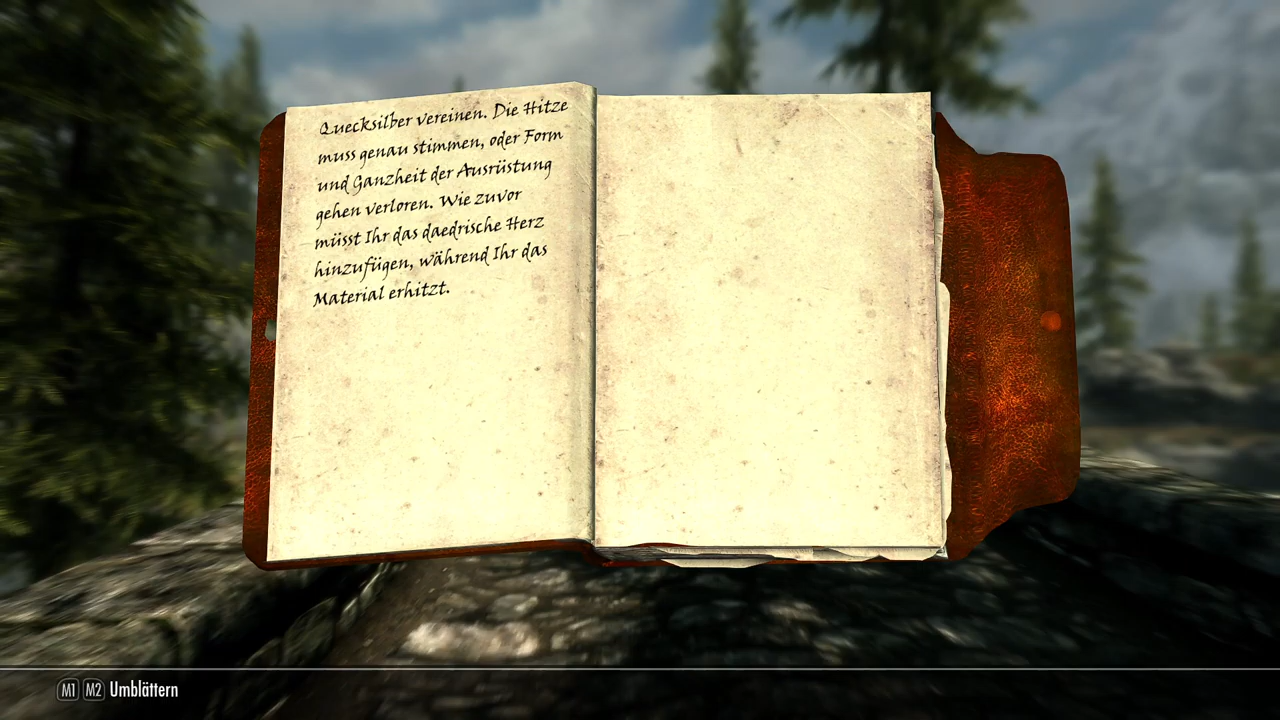 Quecksilber vereinen. Die Hitze
muss genau stimmen, oder Form
und Ganzheit der Ausrüstung
gehen verloren. Wie zuvor
müsst Ihr das daedrische Herz
hinzufügen, während Ihr das
Material erhitzt.
M1 M2 Umblättern